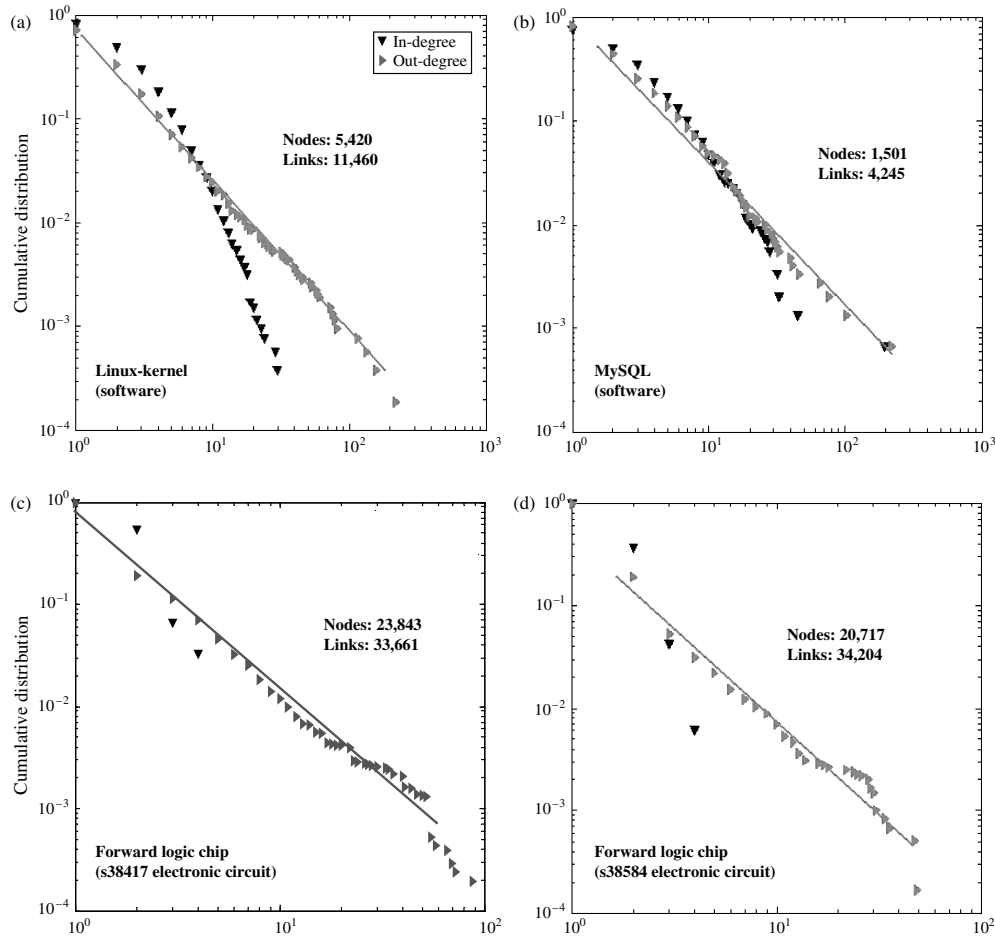 (a)
10^0
10^-1
10^-2
10^-3
10^-4
Cumulative distribution
In-degree
Out-degree
Nodes: 5,420
Links: 11,460
Linux-kernel
(software)
10^0
10^1
10^2
10^3
(b)
10^0
10^-1
10^-2
10^-3
10^-4
Nodes: 1,501
Links: 4,245
MySQL
(software)
10^0
10^1
10^2
10^3
(c)
10^0
10^-1
10^-2
10^-3
10^-4
Cumulative distribution
Nodes: 23,843
Links: 33,661
Forward logic chip
(s38417 electronic circuit)
10^0
10^1
10^2
(d)
10^0
10^-1
10^-2
10^-3
10^-4
Nodes: 20,717
Links: 34,204
Forward logic chip
(s38584 electronic circuit)
10^0
10^1
10^2